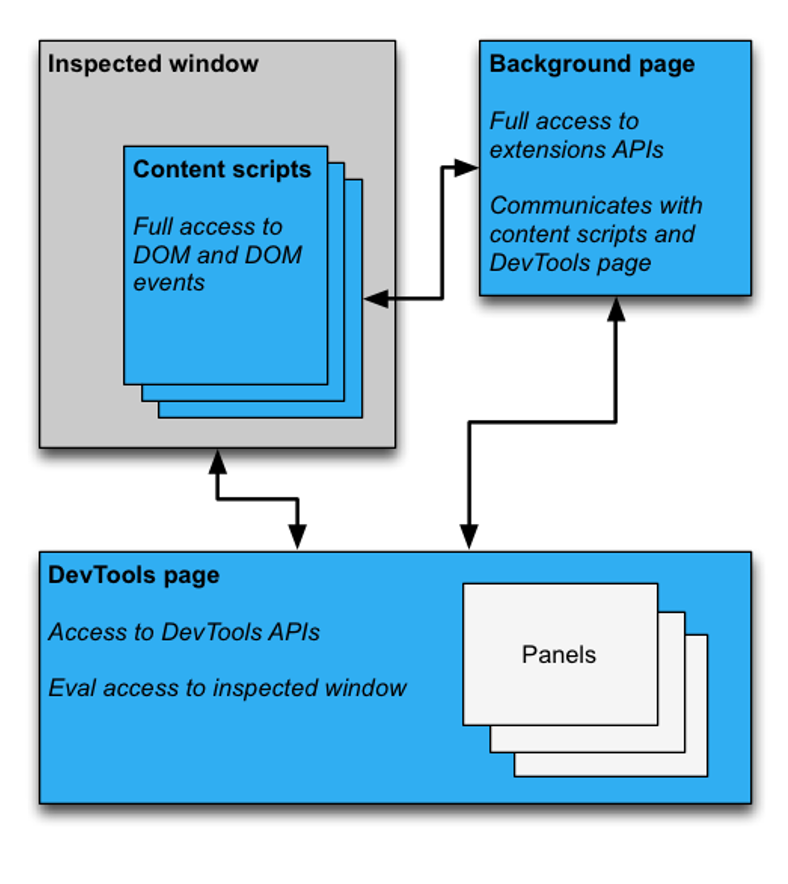 Inspected window
Content scripts
Full access to
DOM and DOM
events
Background page
Full access to
extensions APIs
Communicates with
content scripts and
DevTools page
DevTools page
Access to DevTools APIs
Eval access to inspected window
Panels